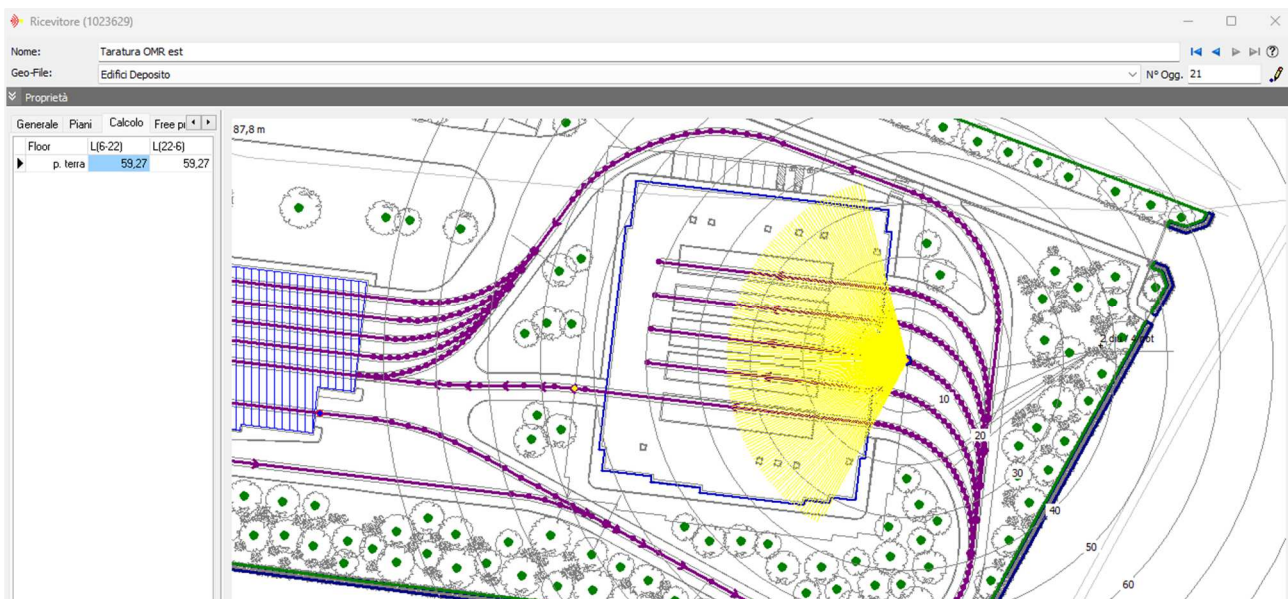 Ricevitore (1023629)
Nome: Taratura OMR est
Geo-File: Edifici Deposito N° Ogg. 21
Proprietà
Generale Piani Calcolo Free
Floor L(6-22) L(22-6)
p. terra 59,27 59,27
87,8 m
10
20
30
40
50
60